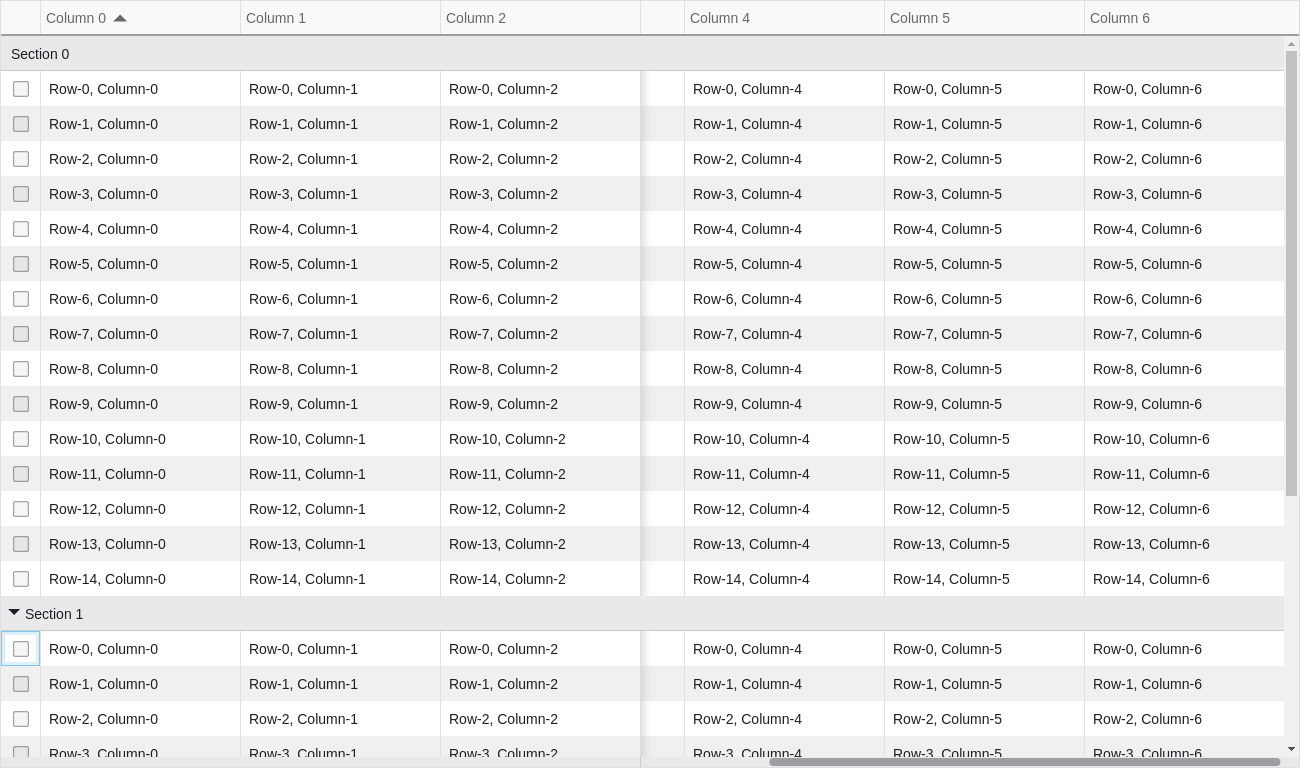 Column 0 Column 1 Column 2 Column 4 Column 5 Column 6
Section 0
Row-0, Column-0 Row-0, Column-1 Row-0, Column-2 Row-0, Column-4 Row-0, Column-5 Row-0, Column-6
Row-1, Column-0 Row-1, Column-1 Row-1, Column-2 Row-1, Column-4 Row-1, Column-5 Row-1, Column-6
Row-2, Column-0 Row-2, Column-1 Row-2, Column-2 Row-2, Column-4 Row-2, Column-5 Row-2, Column-6
Row-3, Column-0 Row-3, Column-1 Row-3, Column-2 Row-3, Column-4 Row-3, Column-5 Row-3, Column-6
Row-4, Column-0 Row-4, Column-1 Row-4, Column-2 Row-4, Column-4 Row-4, Column-5 Row-4, Column-6
Row-5, Column-0 Row-5, Column-1 Row-5, Column-2 Row-5, Column-4 Row-5, Column-5 Row-5, Column-6
Row-6, Column-0 Row-6, Column-1 Row-6, Column-2 Row-6, Column-4 Row-6, Column-5 Row-6, Column-6
Row-7, Column-0 Row-7, Column-1 Row-7, Column-2 Row-7, Column-4 Row-7, Column-5 Row-7, Column-6
Row-8, Column-0 Row-8, Column-1 Row-8, Column-2 Row-8, Column-4 Row-8, Column-5 Row-8, Column-6
Row-9, Column-0 Row-9, Column-1 Row-9, Column-2 Row-9, Column-4 Row-9, Column-5 Row-9, Column-6
Row-10, Column-0 Row-10, Column-1 Row-10, Column-2 Row-10, Column-4 Row-10, Column-5 Row-10, Column-6
Row-11, Column-0 Row-11, Column-1 Row-11, Column-2 Row-11, Column-4 Row-11, Column-5 Row-11, Column-6
Row-12, Column-0 Row-12, Column-1 Row-12, Column-2 Row-12, Column-4 Row-12, Column-5 Row-12, Column-6
Row-13, Column-0 Row-13, Column-1 Row-13, Column-2 Row-13, Column-4 Row-13, Column-5 Row-13, Column-6
Row-14, Column-0 Row-14, Column-1 Row-14, Column-2 Row-14, Column-4 Row-14, Column-5 Row-14, Column-6
Section 1
Row-0, Column-0 Row-0, Column-1 Row-0, Column-2 Row-0, Column-4 Row-0, Column-5 Row-0, Column-6
Row-1, Column-0 Row-1, Column-1 Row-1, Column-2 Row-1, Column-4 Row-1, Column-5 Row-1, Column-6
Row-2, Column-0 Row-2, Column-1 Row-2, Column-2 Row-2, Column-4 Row-2, Column-5 Row-2, Column-6
Row-3, Column-0 Row-3, Column-1 Row-3, Column-2 Row-3, Column-4 Row-3, Column-5 Row-3, Column-6